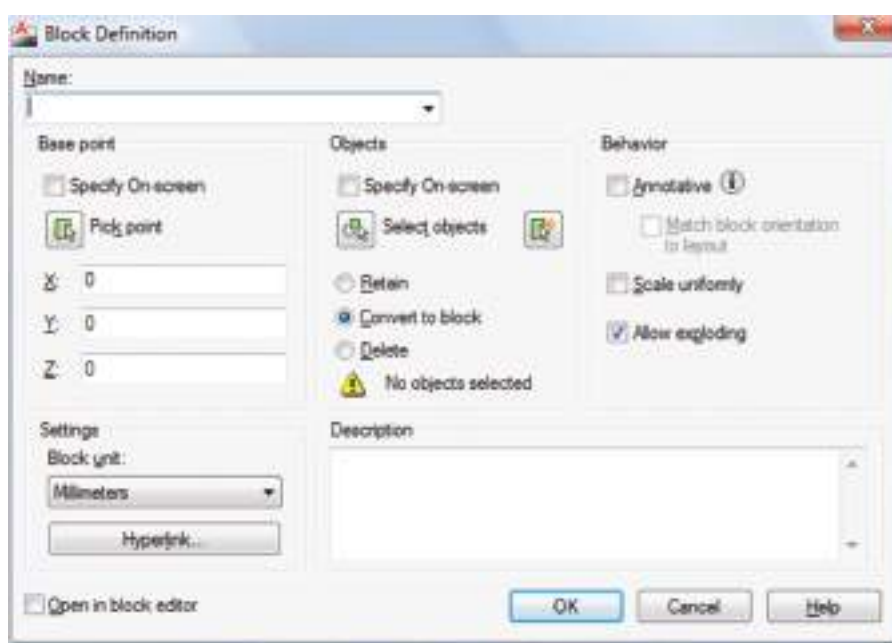 Block Definition
Name:
Base point
Specify On-screen
Pick point
X: 0
Y: 0
Z: 0
Objects
Specify On-screen
Select objects
Retain
Convert to block
Delete
No objects selected
Behavior
Annotative
Match block orientation
to layout
Scale uniformly
Allow exploding
Settings
Block unit:
Millimeters
Hyperlink...
Description
Open in block editor
OK
Cancel
Help